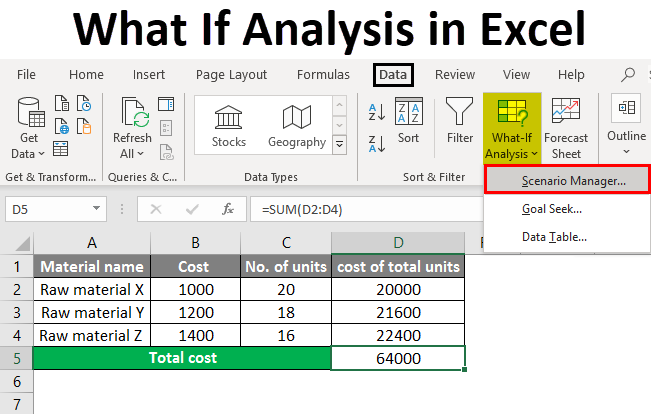 What If Analysis in Excel
File Home Insert Page Layout Formulas Data Review View Help
Get Data Refresh All Stocks Geography A Z Z A Z A A Z Sort Filter What-If Analysis Forecast Sheet Outline
Get & Transform... Queries & C... Data Types Sort & Filter
Scenario Manager...
Goal Seek...
Data Table...
D5 fx =SUM(D2:D4)
A B C D
1 Material name Cost No. of units cost of total units
2 Raw material X 1000 20 20000
3 Raw material Y 1200 18 21600
4 Raw material Z 1400 16 22400
5 Total cost 64000
6
7